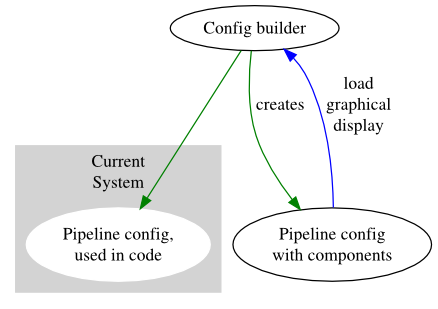 Config builder
creates
load
graphical
display
Current
System
Pipeline config,
used in code
Pipeline config
with components